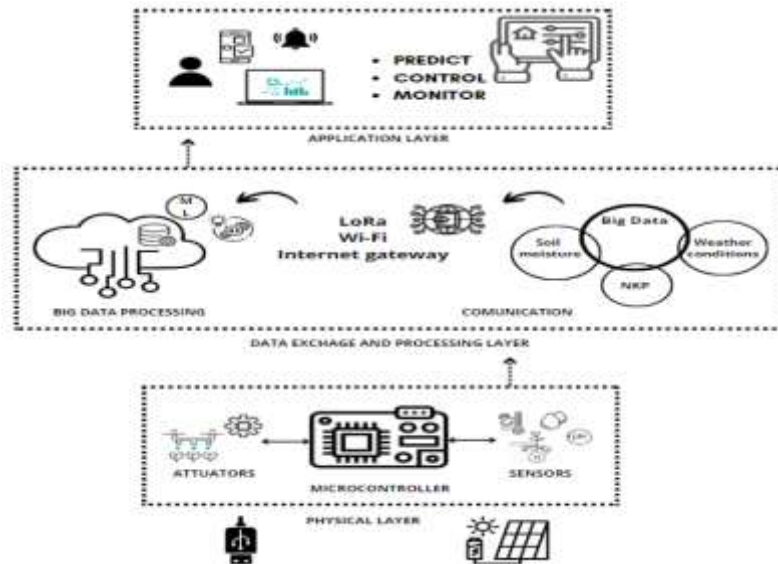 PREDICT
CONTROL
MONITOR
APPLICATION LAYER
M
L
LoRa
Wi-Fi
Internet gateway
Big Data
Soil
meisture
Weather
conditions
NKP
BIG DATA PROCESSING
COMUNICATION
DATA EXCHAGE AND PROCESSING LAYER
ATTUATORS
SENSORS
MICROCONTROLLER
PHYSICAL LAYER